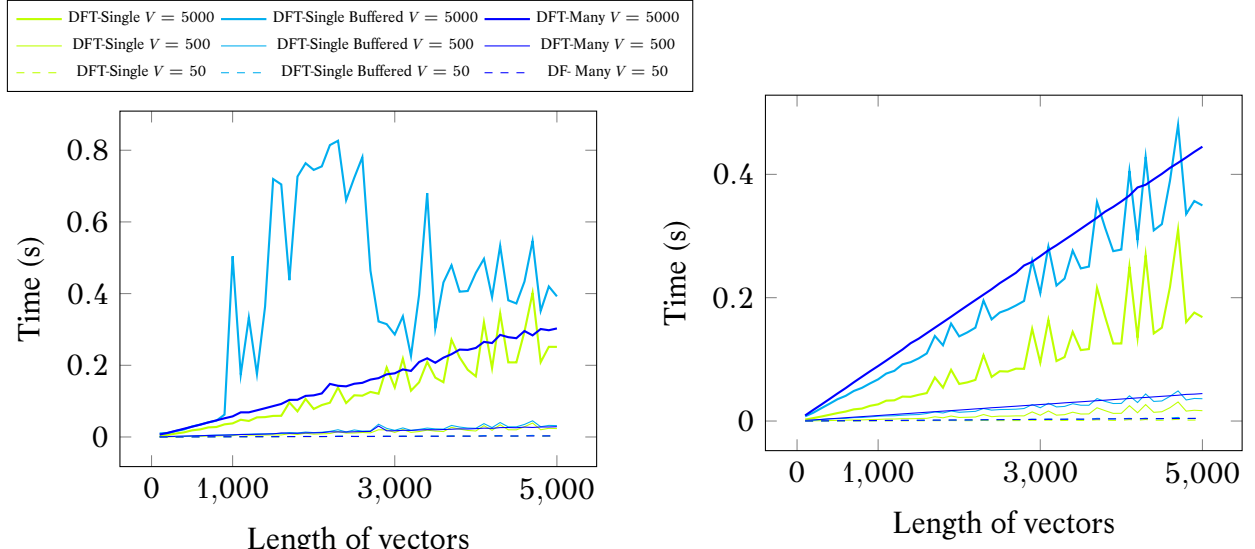 DFT-Single V = 5000 DFT-Single Buffered V = 5000 DFT-Many V = 5000
DFT-Single V = 500 DFT-Single Buffered V = 500 DFT-Many V = 500
DFT-Single V = 50 DFT-Single Buffered V = 50 DF- Many V = 50
0.8
0.6
0.4
0.2
0
Time (s)
0 1,000 3,000 5,000
Length of vectors
0.4
0.2
0
Time (s)
0 1,000 3,000 5,000
Length of vectors